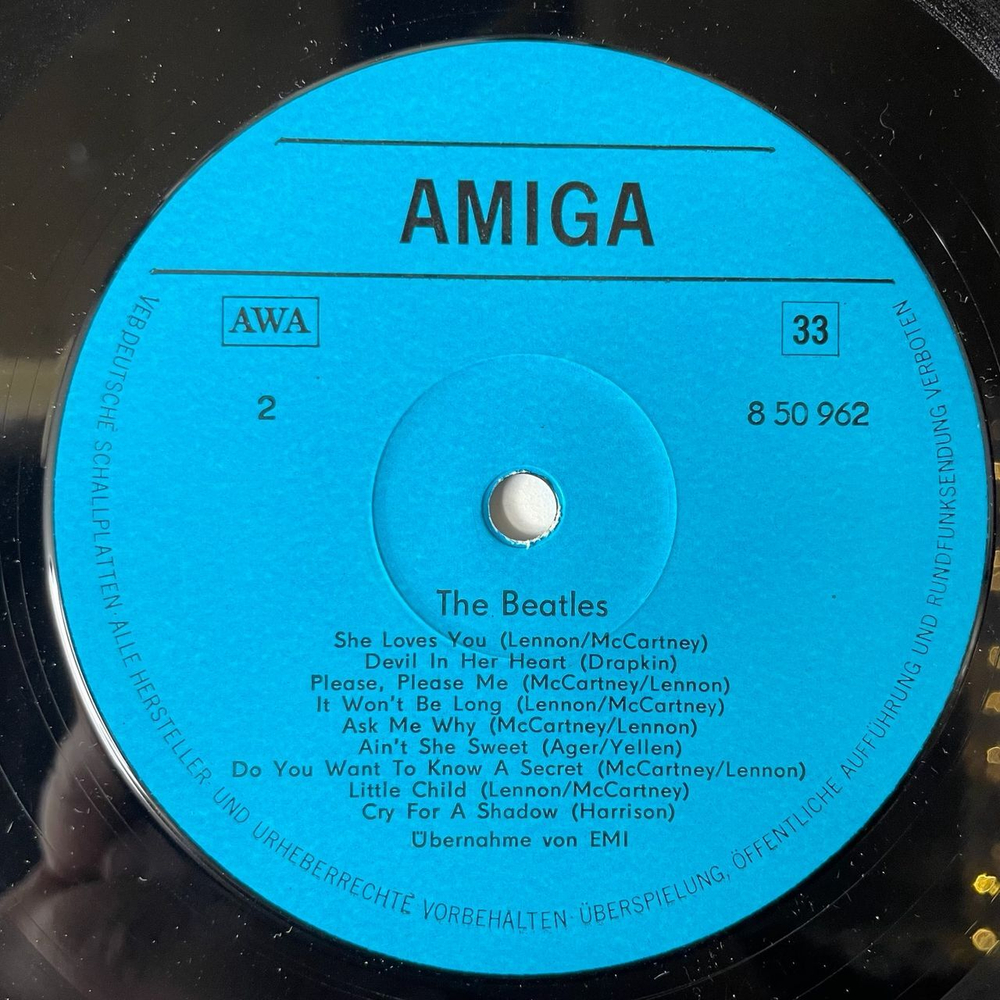 AMIGA
AWA
33
2
8 50 962
The Beatles
She Loves You (Lennon/McCartney)
Devil In Her Heart (Drapkin)
Please, Please Me (McCartney/Lennon)
It Won't Be Long (Lennon/McCartney)
Ask Me Why (McCartney/Lennon)
Ain't She Sweet (Ager/Yellen)
Do You Want To Know A Secret (McCartney/Lennon)
Little Child (Lennon/McCartney)
Cry For A Shadow (Harrison)
Übernahme von EMI
VEB DEUTSCHE SCHALLPLATTEN · ALLE HERSTELLER UND URHEBERRECHTE VORBEHALTEN · ÜBERSPIELUNG, ÖFFENTLICHE AUFFÜHRUNG UND RUNDFUNKSENDUNG VERBOTEN